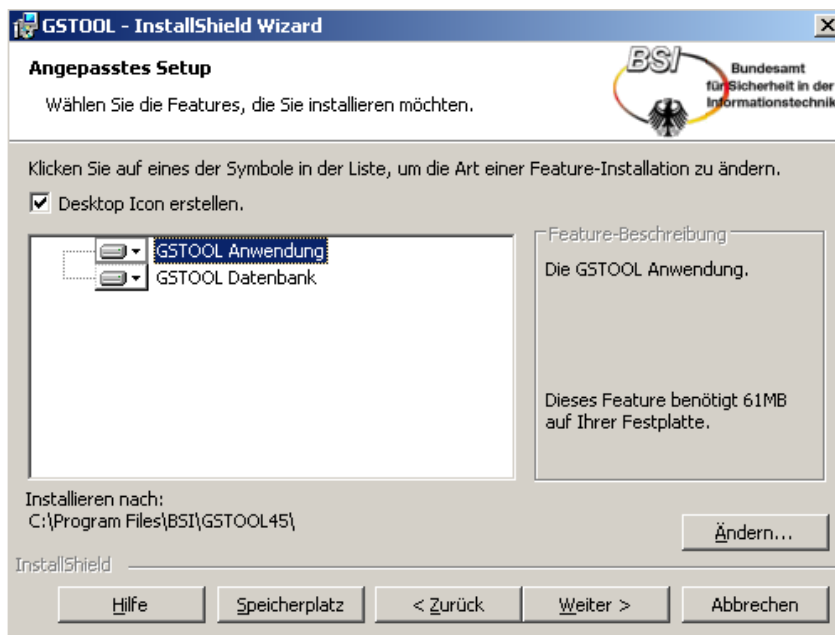 GSTOOL - InstallShield Wizard
Angepasstes Setup
Wählen Sie die Features, die Sie installieren möchten.
BSI
Bundesamt
für Sicherheit in der
Informationstechnik
Klicken Sie auf eines der Symbole in der Liste, um die Art einer Feature-Installation zu ändern.
Desktop Icon erstellen.
GSTOOL Anwendung
GSTOOL Datenbank
Feature-Beschreibung
Die GSTOOL Anwendung.
Dieses Feature benötigt 61MB
auf Ihrer Festplatte.
Installieren nach:
C:\Program Files\BSI\GSTOOL45\
Ändern...
InstallShield
Hilfe
Speicherplatz
< Zurück
Weiter >
Abbrechen